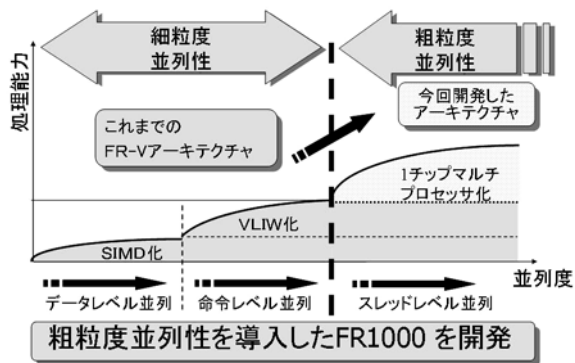 細粒度
並列性
粗粒度
並列性
処理能力
これまでの
FR-Vアーキテクチャ
今回開発した
アーキテクチャ
1チップマルチ
プロセッサ化
VLIW化
SIMD化
並列度
データレベル並列
命令レベル並列
スレッドレベル並列
粗粒度並列性を導入したFR1000 を開発